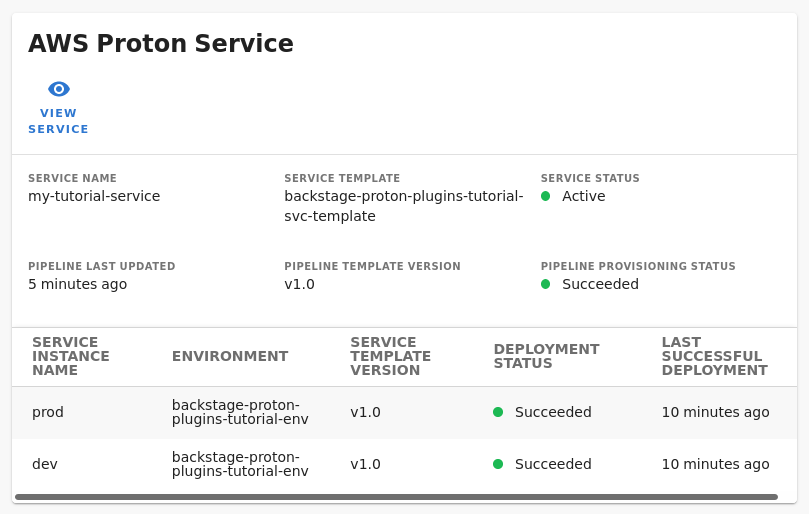 AWS Proton Service
VIEW
SERVICE
SERVICE NAME
my-tutorial-service
SERVICE TEMPLATE
backstage-proton-plugins-tutorial-
svc-template
SERVICE STATUS
Active
PIPELINE LAST UPDATED
5 minutes ago
PIPELINE TEMPLATE VERSION
v1.0
PIPELINE PROVISIONING STATUS
Succeeded
SERVICE
INSTANCE
NAME
ENVIRONMENT
SERVICE
TEMPLATE
VERSION
DEPLOYMENT
STATUS
LAST
SUCCESSFUL
DEPLOYMENT
prod
backstage-proton-
plugins-tutorial-env
v1.0
Succeeded
10 minutes ago
dev
backstage-proton-
plugins-tutorial-env
v1.0
Succeeded
10 minutes ago